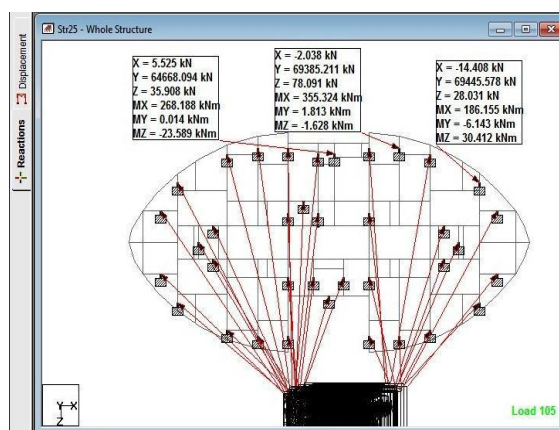 Str25 - Whole Structure
Displacement
Reactions
X = 5.525 kN
Y = 64668.094 kN
Z = 35.908 kN
MX = 268.188 kNm
MY = 0.014 kNm
MZ = -23.589 kNm
X = -2.038 kN
Y = 69385.211 kN
Z = 78.091 kN
MX = 355.324 kNm
MY = 1.813 kNm
MZ = -1.628 kNm
X = -14.408 kN
Y = 69445.578 kN
Z = 28.031 kN
MX = 186.155 kNm
MY = -6.143 kNm
MZ = 30.412 kNm
Y X
Z
Load 105